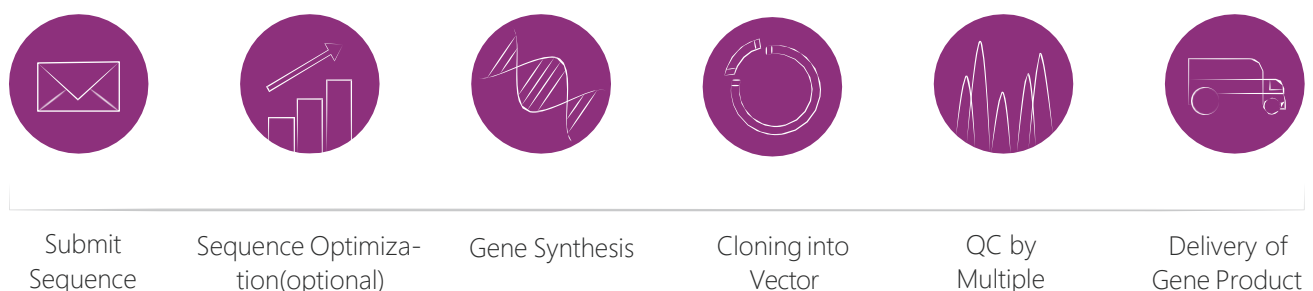 Submit
Sequence
Sequence Optimiza-
tion(optional)
Gene Synthesis
Cloning into
Vector
QC by
Multiple
Delivery of
Gene Product